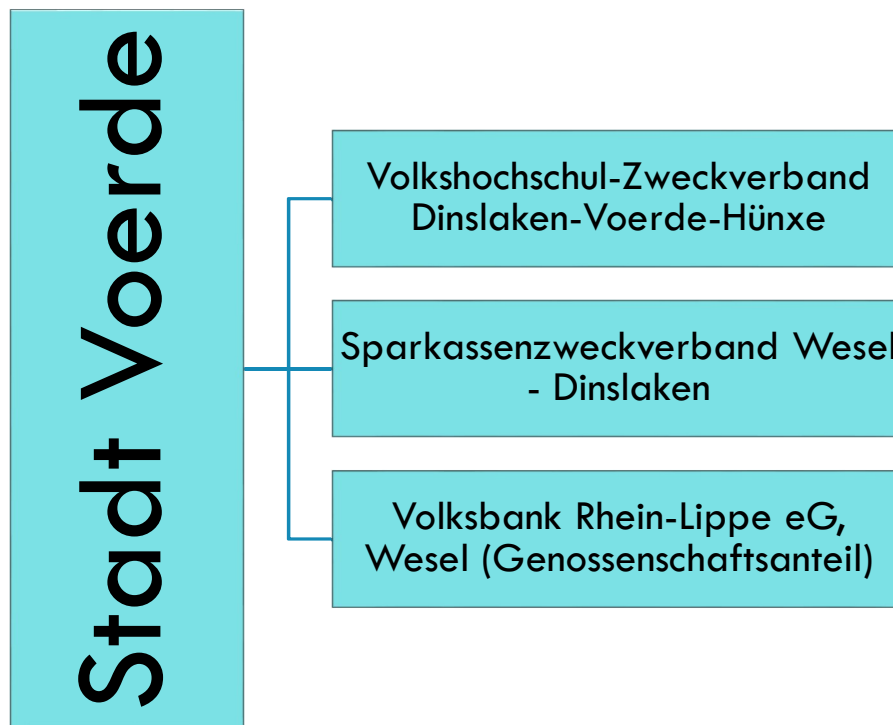 Stadt Voerde
Volkshochschul-Zweckverband
Dinslaken-Voerde-Hünxe
Sparkassenzweckverband Wesel
- Dinslaken
Volksbank Rhein-Lippe eG,
Wesel (Genossenschaftsanteil)